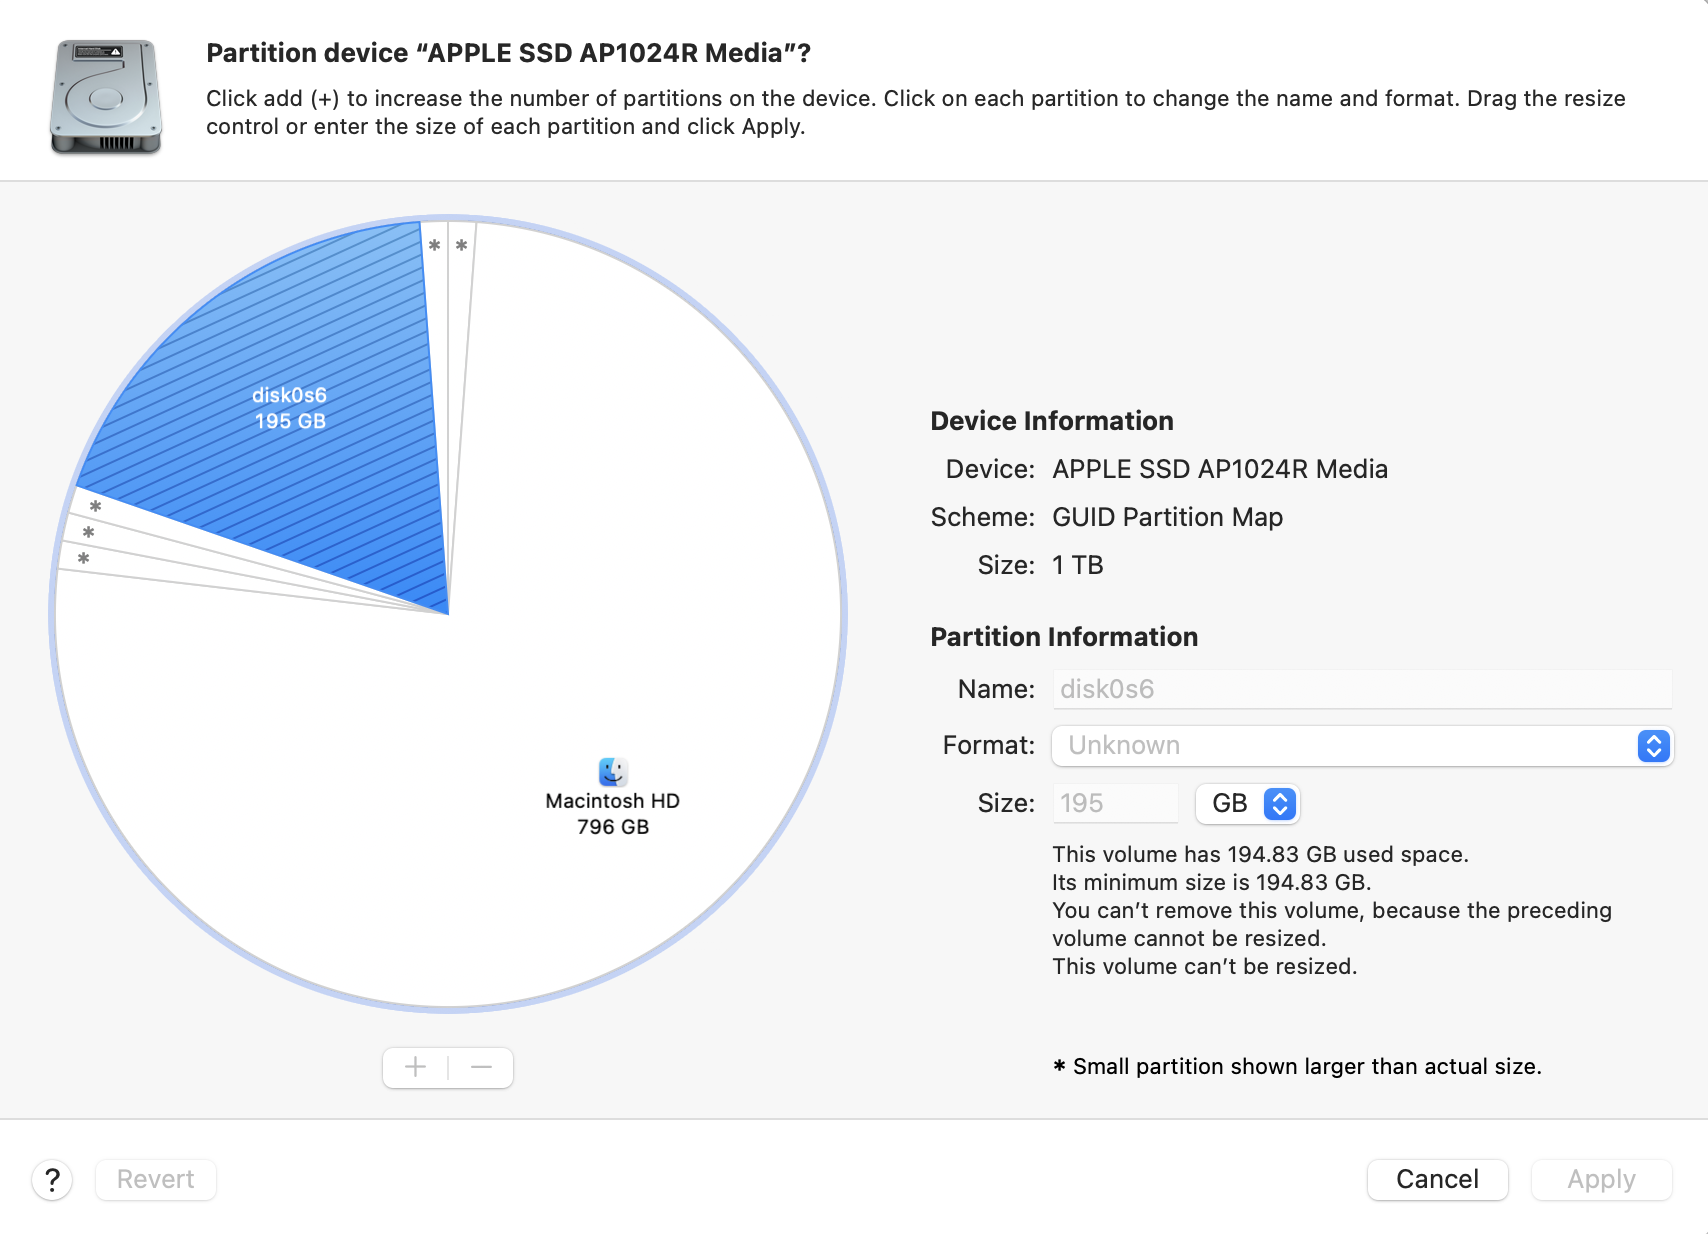 Partition device “APPLE SSD AP1024R Media”?
Click add (+) to increase the number of partitions on the device. Click on each partition to change the name and format. Drag the resize
control or enter the size of each partition and click Apply.
*
*
disk0s6
195 GB
*
*
*
Macintosh HD
796 GB
Device Information
Device: APPLE SSD AP1024R Media
Scheme: GUID Partition Map
Size: 1 TB
Partition Information
Name: disk0s6
Format: Unknown
Size: 195 GB
This volume has 194.83 GB used space.
Its minimum size is 194.83 GB.
You can’t remove this volume, because the preceding
volume cannot be resized.
This volume can’t be resized.
+ −
* Small partition shown larger than actual size.
? Revert Cancel Apply